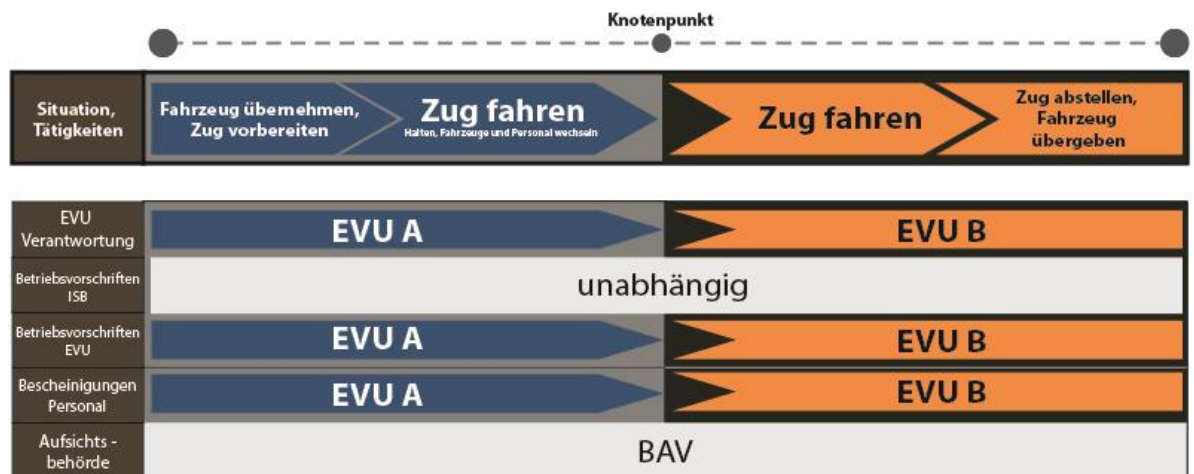 Knotenpunkt
Situation,
Tätigkeiten
Fahrzeug übernehmen,
Zug vorbereiten
Zug fahren
Halten, Fahrzeuge und Personal wechseln
Zug fahren
Zug abstellen,
Fahrzeug
übergeben
EVU
Verantwortung
EVU A
EVU B
Betriebsvorschriften
ISB
unabhängig
Betriebsvorschriften
EVU
EVU A
EVU B
Bescheinigungen
Personal
EVU A
EVU B
Aufsichts -
behörde
BAV